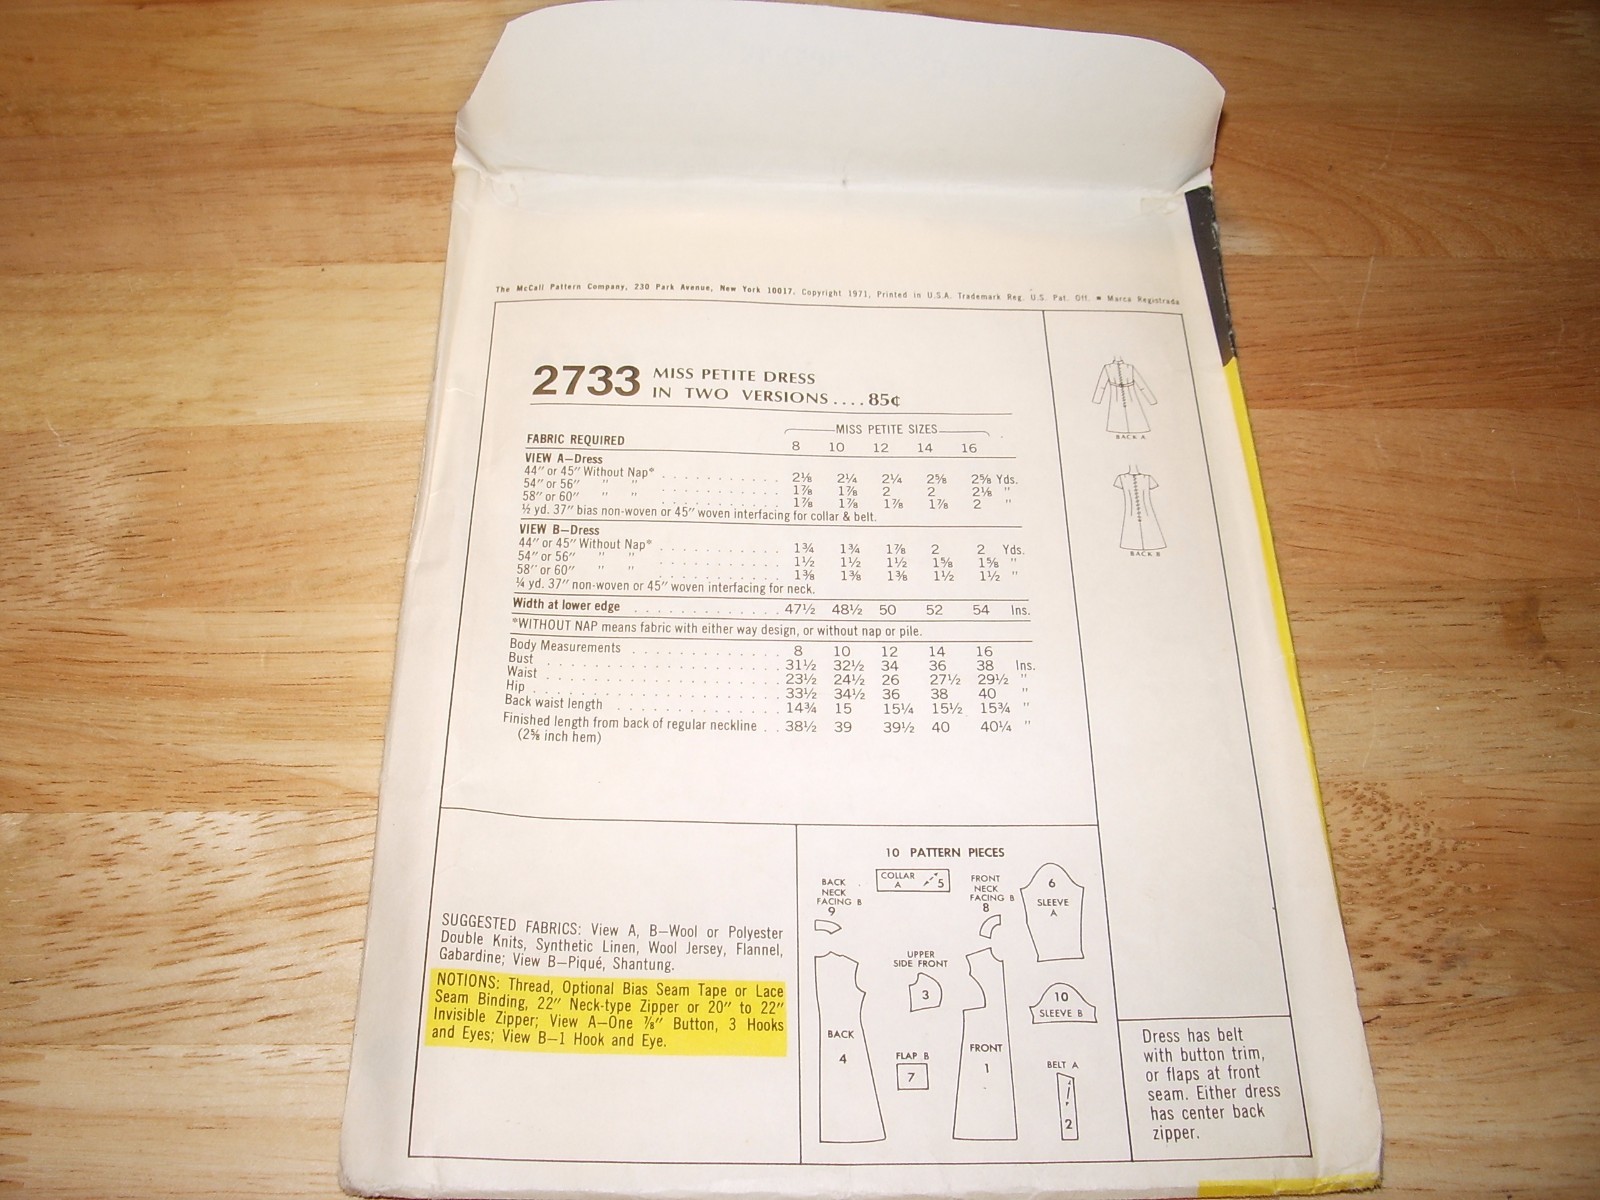 The McCall Pattern Company, 230 Park Avenue, New York 10017. Copyright 1971, Printed in U.S.A. Trademark Reg. U.S. Pat. Off. ■ Marca Registrada
2733 MISS PETITE DRESS
IN TWO VERSIONS .... 85¢
MISS PETITE SIZES
FABRIC REQUIRED 8 10 12 14 16
VIEW A—Dress
44" or 45" Without Nap* . . . . . . . . . . . 2⅛ 2¼ 2¼ 2⅝ 2⅝ Yds.
54" or 56" " " . . . . . . . . . . . 1⅞ 1⅞ 2 2 2⅛ "
58" or 60" " " . . . . . . . . . . . 1⅞ 1⅞ 1⅞ 1⅞ 2 "
½ yd. 37" bias non-woven or 45" woven interfacing for collar & belt.
VIEW B—Dress
44" or 45" Without Nap* . . . . . . . . . . . 1¾ 1¾ 1⅞ 2 2 Yds.
54" or 56" " " . . . . . . . . . . . 1½ 1½ 1½ 1⅝ 1⅝ "
58" or 60" " " . . . . . . . . . . . 1⅜ 1⅜ 1⅜ 1½ 1½ "
¼ yd. 37" non-woven or 45" woven interfacing for neck.
Width at lower edge . . . . . . . . . . . . . 47½ 48½ 50 52 54 Ins.
*WITHOUT NAP means fabric with either way design, or without nap or pile.
Body Measurements . . . . . . . . . . . . . 8 10 12 14 16
Bust . . . . . . . . . . . . . . . . . . . . 31½ 32½ 34 36 38 Ins.
Waist . . . . . . . . . . . . . . . . . . . 23½ 24½ 26 27½ 29½ "
Hip . . . . . . . . . . . . . . . . . . . . 33½ 34½ 36 38 40 "
Back waist length . . . . . . . . . . . . . . 14¾ 15 15¼ 15½ 15¾ "
Finished length from back of regular neckline . . 38½ 39 39½ 40 40¼ "
(2⅝ inch hem)
BACK A
BACK B
SUGGESTED FABRICS: View A, B—Wool or Polyester
Double Knits, Synthetic Linen, Wool Jersey, Flannel,
Gabardine; View B—Piqué, Shantung.
NOTIONS: Thread, Optional Bias Seam Tape or Lace
Seam Binding, 22" Neck-type Zipper or 20" to 22"
Invisible Zipper; View A—One ⅞" Button, 3 Hooks
and Eyes; View B—1 Hook and Eye.
10 PATTERN PIECES
BACK
NECK
FACING B
9
COLLAR
A
5
FRONT
NECK
FACING B
8
6
SLEEVE
A
UPPER
SIDE FRONT
3
10
SLEEVE B
BACK
4
FLAP B
7
FRONT
1
BELT A
2
Dress has belt
with button trim,
or flaps at front
seam. Either dress
has center back
zipper.